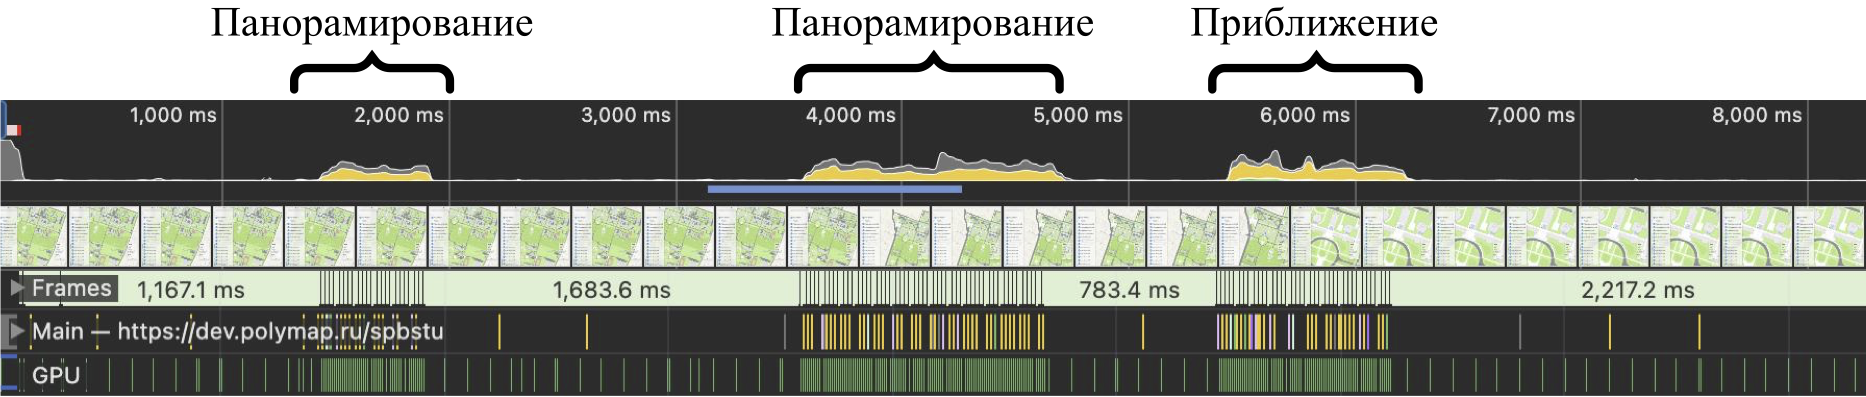 Панорамирование Панорамирование Приближение
1,000 ms 2,000 ms 3,000 ms 4,000 ms 5,000 ms 6,000 ms 7,000 ms 8,000 ms
Frames 1,167.1 ms 1,683.6 ms 783.4 ms 2,217.2 ms
Main — https://dev.polymap.ru/spbstu
GPU